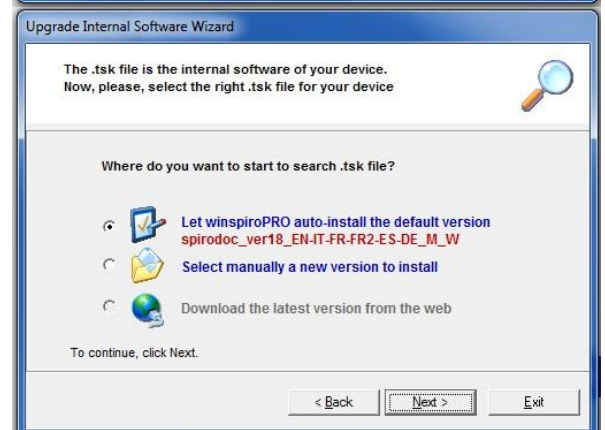 Upgrade Internal Software Wizard
The .tsk file is the internal software of your device.
Now, please, select the right .tsk file for your device
Where do you want to start to search .tsk file?
Let winspiroPRO auto-install the default version
spirodoc_ver18_EN-IT-FR-FR2-ES-DE_M_W
Select manually a new version to install
Download the latest version from the web
To continue, click Next.
< Back Next > Exit